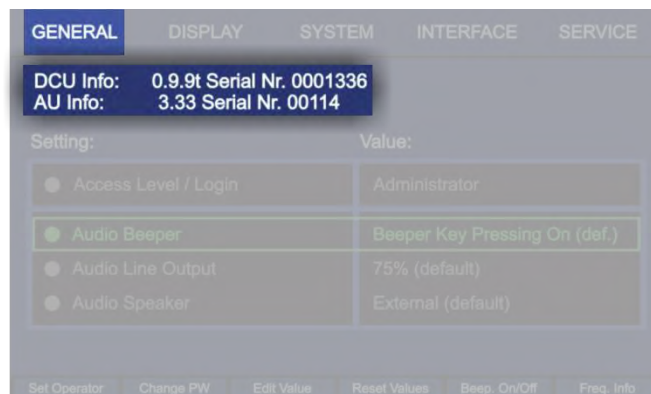 GENERAL DISPLAY SYSTEM INTERFACE SERVICE
DCU Info: 0.9.9t Serial Nr. 0001336
AU Info: 3.33 Serial Nr. 00114
Setting: Value:
Access Level / Login Administrator
Audio Beeper Beeper Key Pressing On (def.)
Audio Line Output 75% (default)
Audio Speaker External (default)
Set Operator Change PW Edit Value Reset Values Beep. On/Off Freq. Info